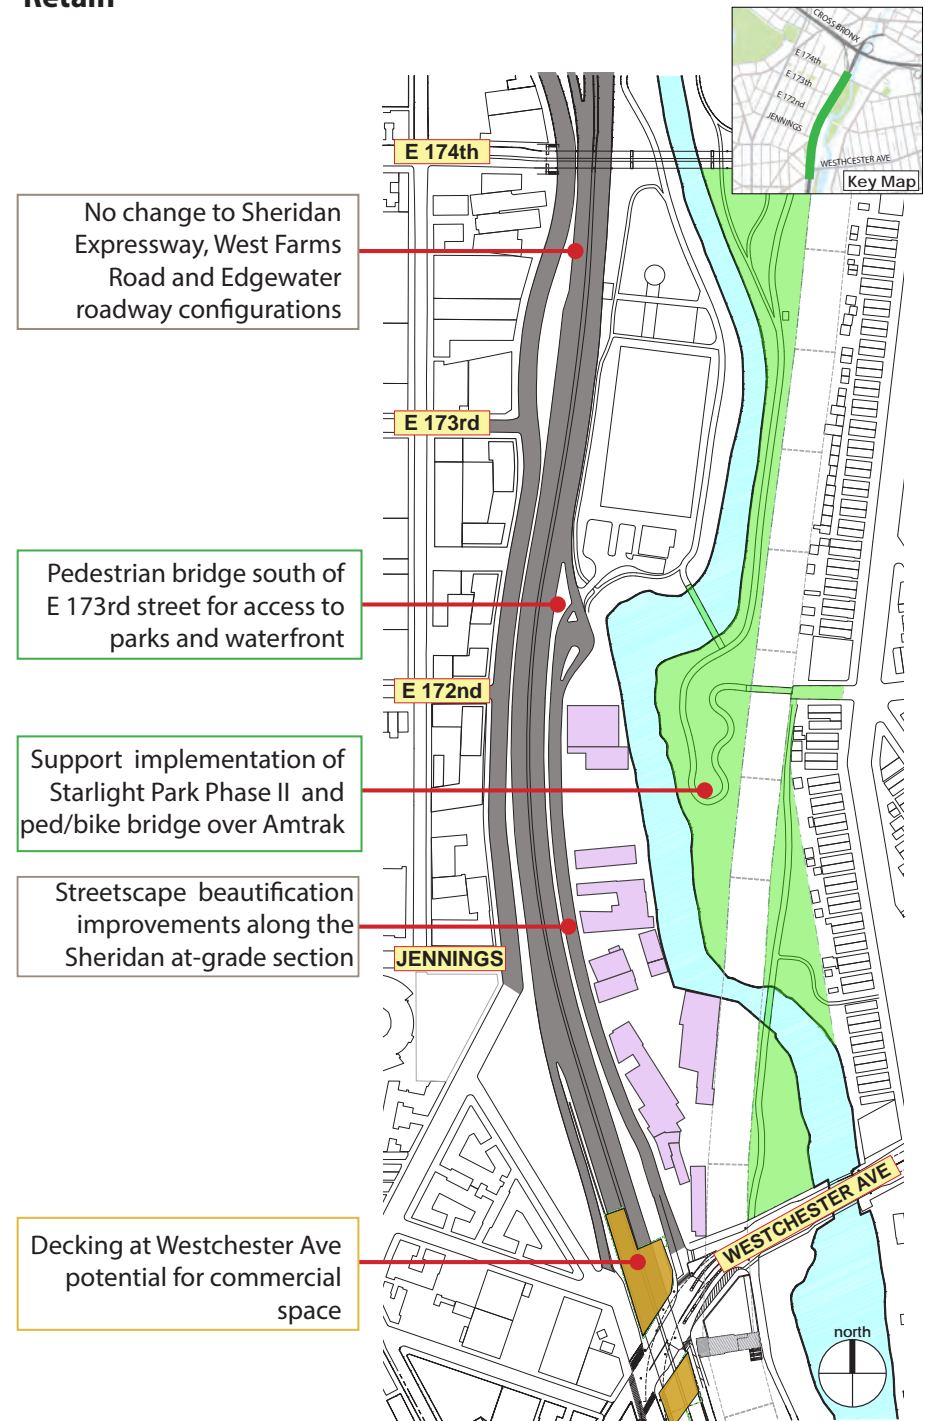 Retain
CROSS BRONX
E 174th
E 173th
E 172nd
JENNINGS
WESTHCESTER AVE
Key Map
E 174th
No change to Sheridan
Expressway, West Farms
Road and Edgewater
roadway configurations
E 173rd
Pedestrian bridge south of
E 173rd street for access to
parks and waterfront
E 172nd
Support implementation of
Starlight Park Phase II and
ped/bike bridge over Amtrak
Streetscape beautification
improvements along the
Sheridan at-grade section
JENNINGS
WESTCHESTER AVE
Decking at Westchester Ave
potential for commercial
space
north